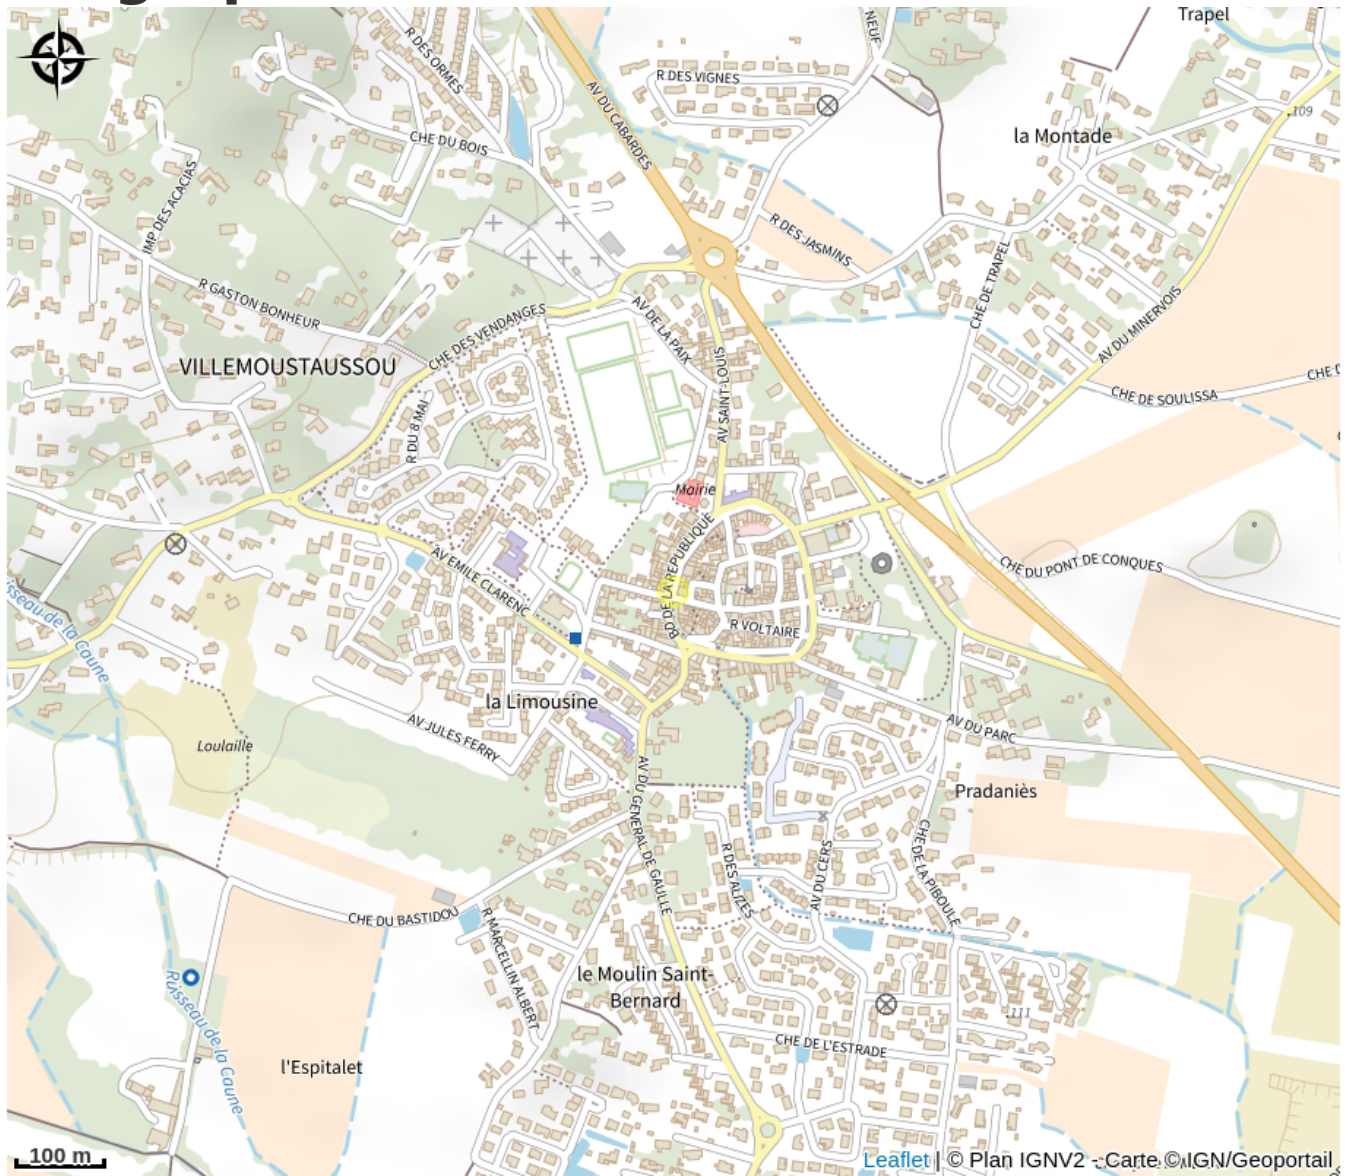 Trapel
NEUF
R DES ORMES
R DES VIGNES
AV DU CABARDES
109
la Montade
CHE DU BOIS
IMP DES ACACIAS
R DES JASMINS
CHE DE TRAPEL
R GASTON BONHEUR
CHE DES VENDANGES
AV DE LA PAIX
AV DU MINERVOIS
VILLEMOUSTAUSSOU
AV SAINT-LOUIS
CHE DE SOULISSA
R DU 8 MAI
Mairie
BD DE LA REPUBLIQUE
AV EMILE CLARENC
CHE DU PONT DE CONQUES
R VOLTAIRE
Ruisseau de la Caune
la Limousine
AV JULES FERRY
Loulaille
AV DU PARC
Pradaniès
AV DU GENERAL DE GAULLE
R DES ALIZES
AV DU CERS
CHE DE LA PIBOULE
CHE DU BASTIDOU
R MARCELLIN ALBERT
le Moulin Saint-
Bernard
111
Ruisseau de la Caune
CHE DE L'ESTRADE
l'Espitalet
100 m
Leaflet | © Plan IGNV2 - Carte © IGN/Geoportail